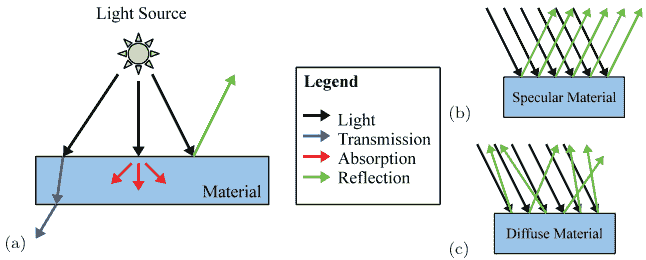 Light Source
Material
(a)
Legend
Light
Transmission
Absorption
Reflection
Specular Material
(b)
Diffuse Material
(c)